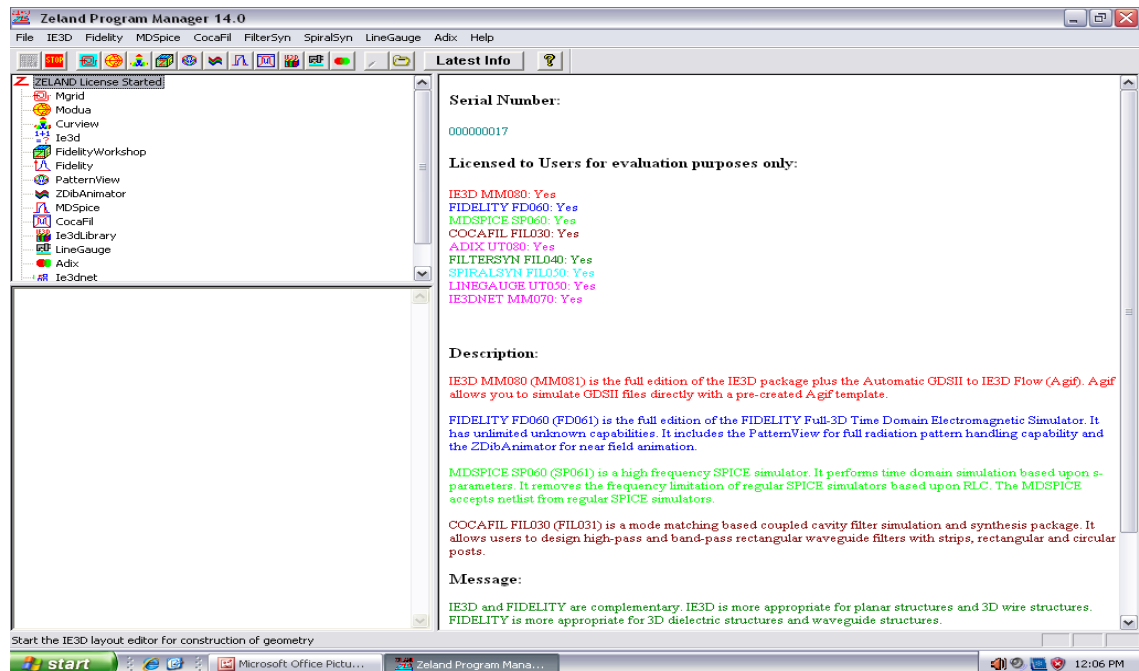 Zeland Program Manager 14.0
File IE3D Fidelity MDSpice CocaFil FilterSyn SpiralSyn LineGauge Adix Help
STOP Latest Info ?
ZELAND License Started
Mgrid
Modua
Curview
Ie3d
FidelityWorkshop
Fidelity
PatternView
ZDibAnimator
MDSpice
CocaFil
Ie3dLibrary
LineGauge
Adix
Ie3dnet
Serial Number:
000000017
Licensed to Users for evaluation purposes only:
IE3D MM080: Yes
FIDELITY FD060: Yes
MDSPICE SP060: Yes
COCAFIL FIL030: Yes
ADIX UT080: Yes
FILTERSYN FIL040: Yes
SPIRALSYN FIL050: Yes
LINEGAUGE UT050: Yes
IE3DNET MM070: Yes
Description:
IE3D MM080 (MM081) is the full edition of the IE3D package plus the Automatic GDSII to IE3D Flow (Agif). Agif
allows you to simulate GDSII files directly with a pre-created Agif template.
FIDELITY FD060 (FD061) is the full edition of the FIDELITY Full-3D Time Domain Electromagnetic Simulator. It
has unlimited unknown capabilities. It includes the PatternView for full radiation pattern handling capability and
the ZDibAnimator for near field animation.
MDSPICE SP060 (SP061) is a high frequency SPICE simulator. It performs time domain simulation based upon s-
parameters. It removes the frequency limitation of regular SPICE simulators based upon RLC. The MDSPICE
accepts netlist from regular SPICE simulators.
COCAFIL FIL030 (FIL031) is a mode matching based coupled cavity filter simulation and synthesis package. It
allows users to design high-pass and band-pass rectangular waveguide filters with strips, rectangular and circular
posts.
Message:
IE3D and FIDELITY are complementary. IE3D is more appropriate for planar structures and 3D wire structures.
FIDELITY is more appropriate for 3D dielectric structures and waveguide structures.
Start the IE3D layout editor for construction of geometry
start Microsoft Office Pictu... Zeland Program Mana... 12:06 PM